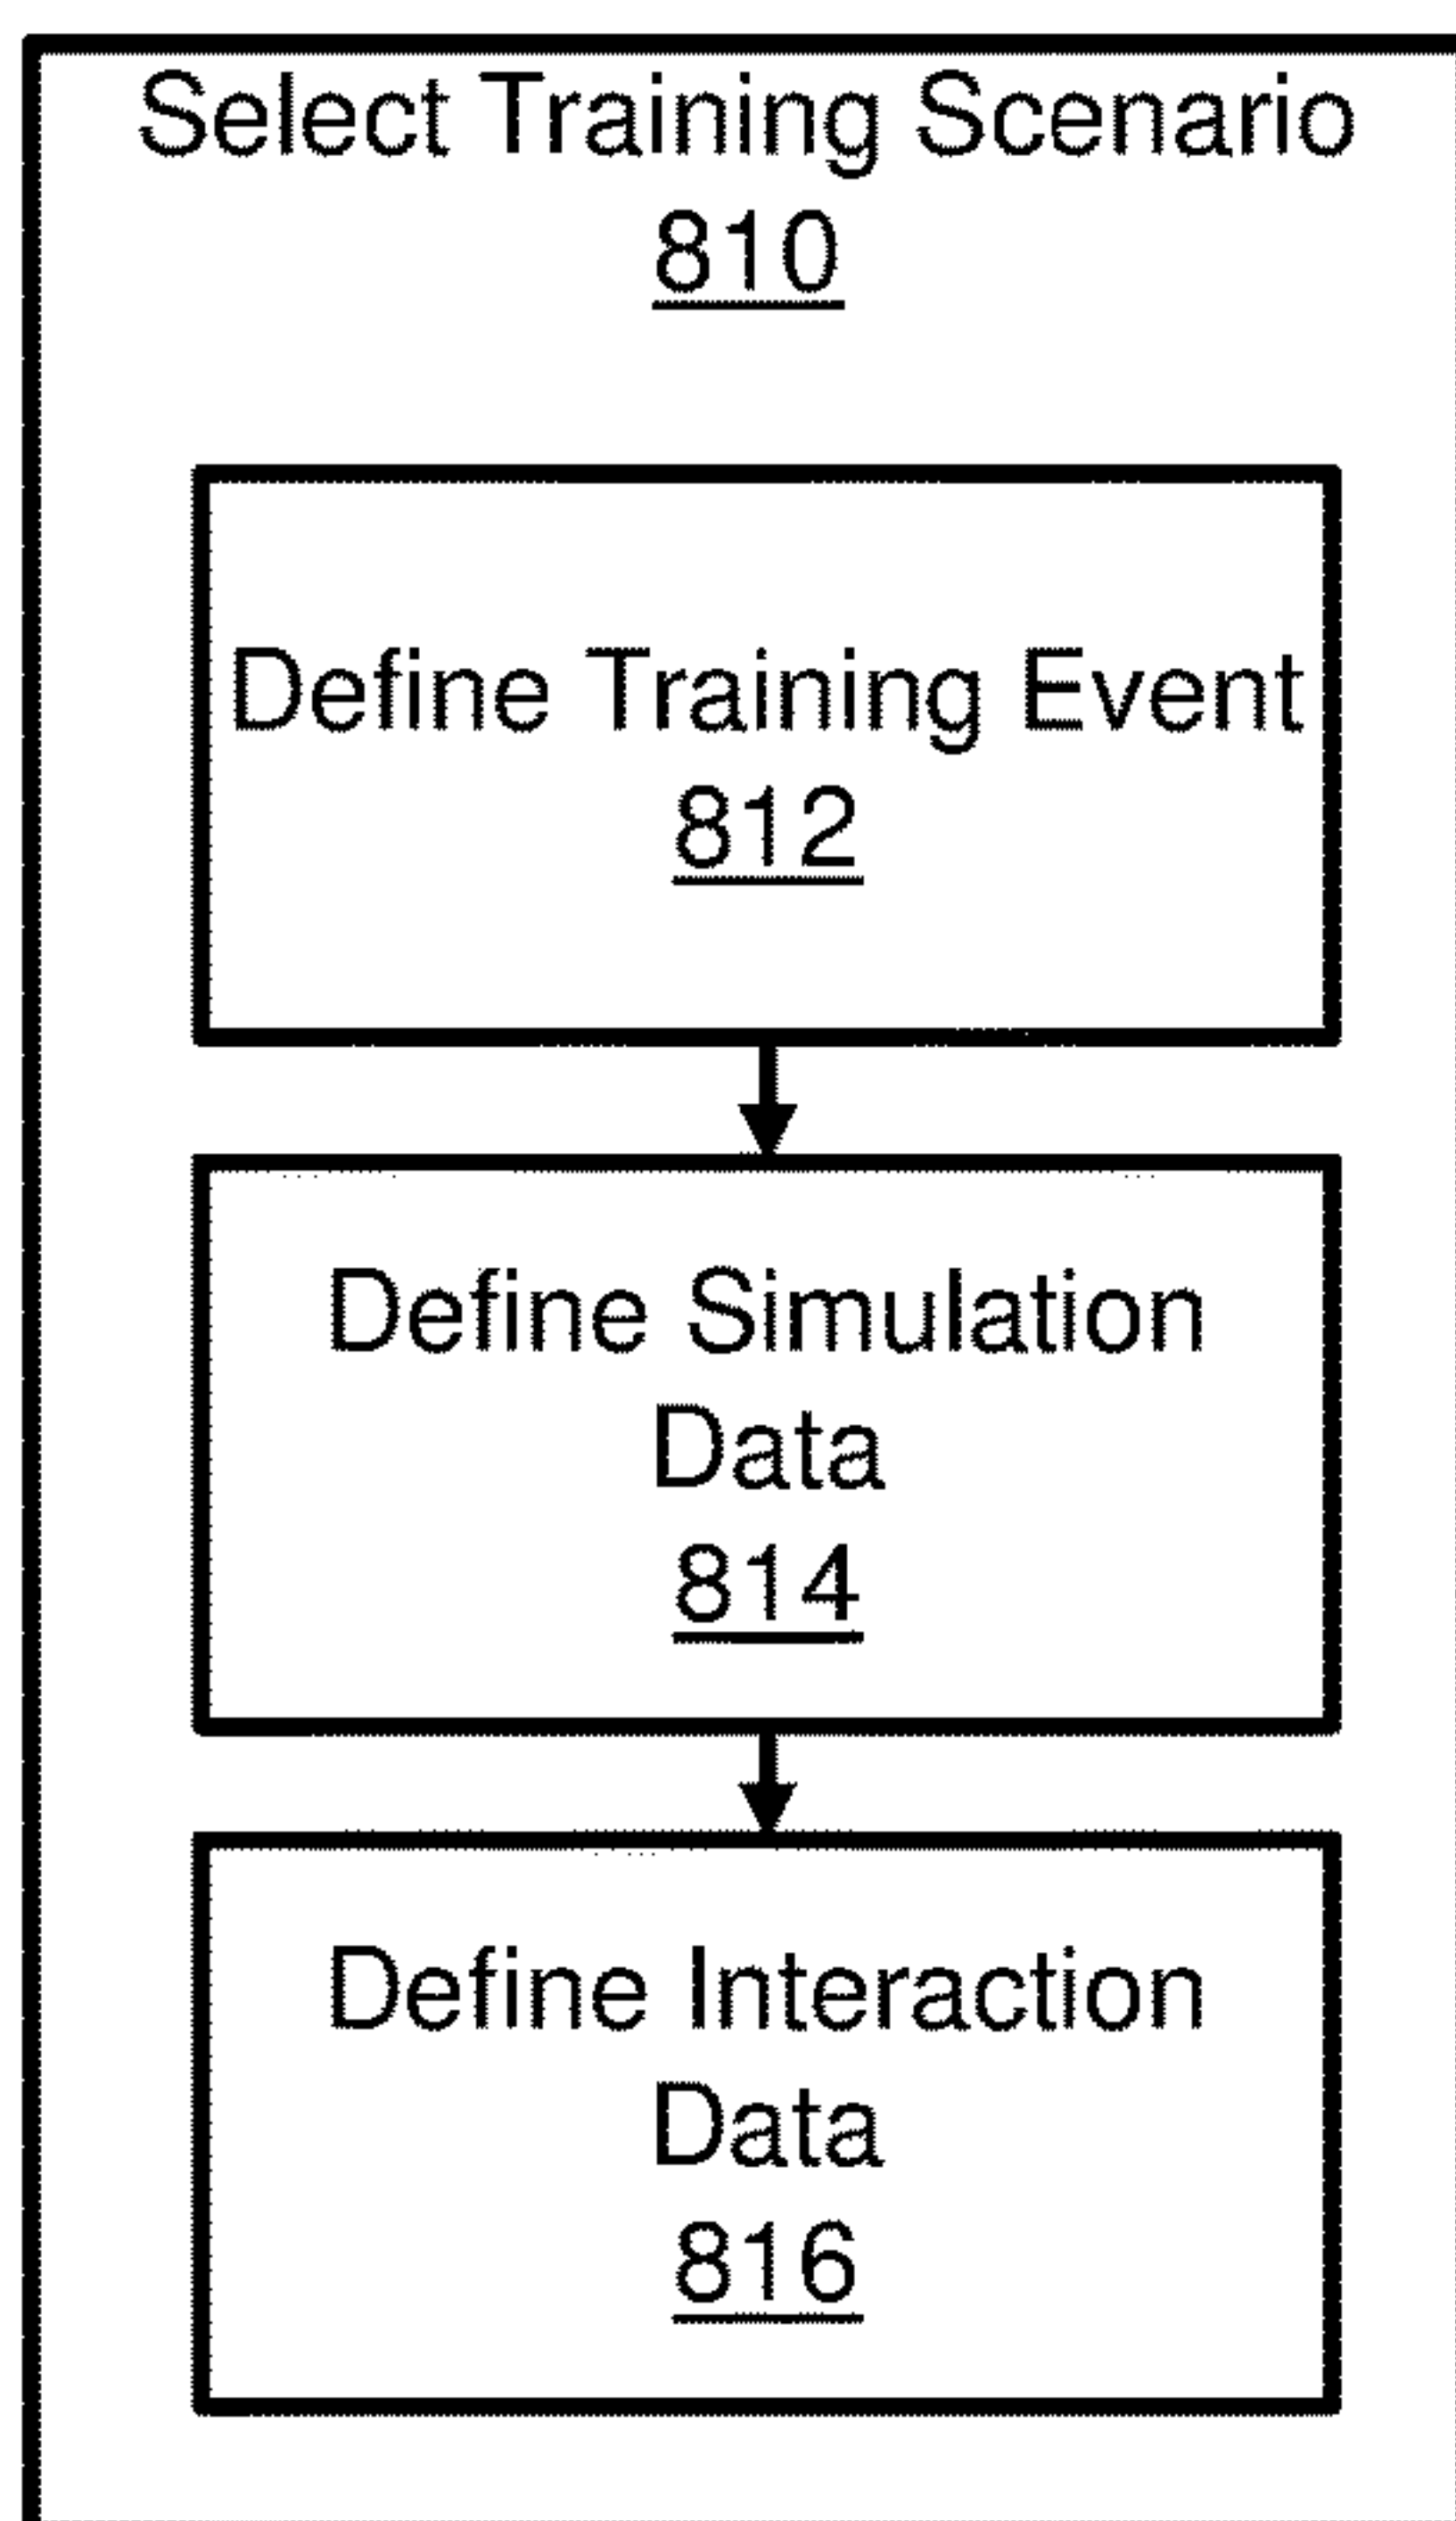 Select Training Scenario
810
Define Training Event
812
Define Simulation
Data
814
Define Interaction
Data
816